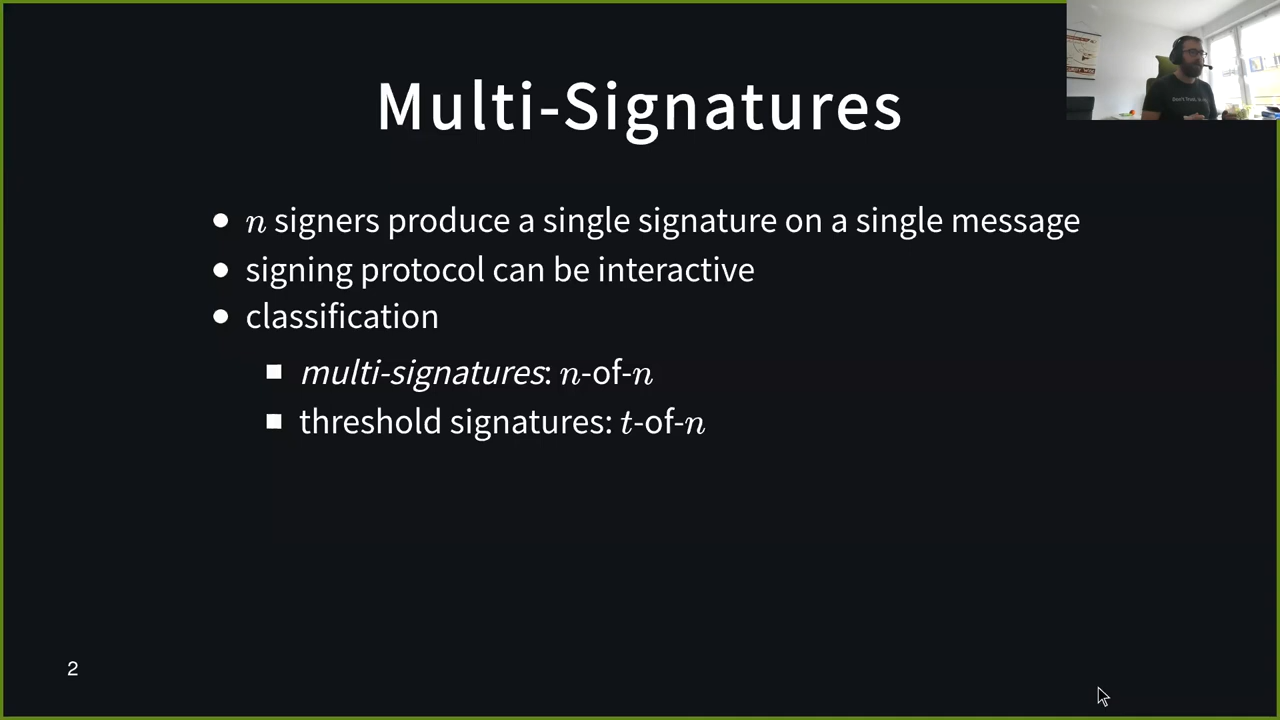 Multi-Signatures
n signers produce a single signature on a single message
signing protocol can be interactive
classification
multi-signatures: n-of-n
threshold signatures: t-of-n
2